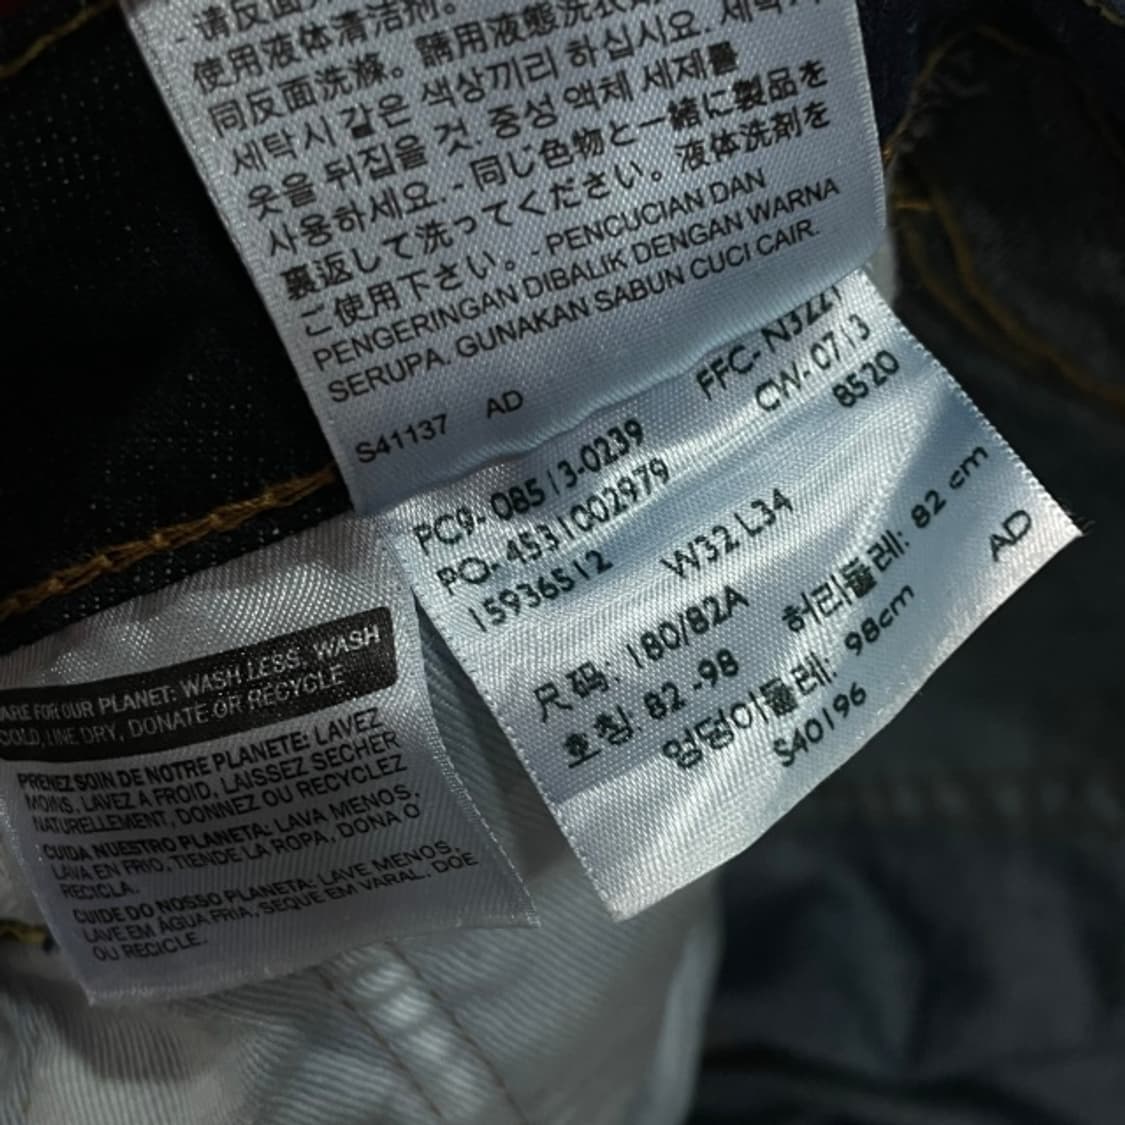 - 请反面
使用液体清洁剂。
同反面洗滌。請用液態洗衣
세탁시 같은 색상끼리 하십시요. 세탁시
옷을 뒤집을 것. 중성 액체 세제를
사용하세요. - 同じ色物と一緒に製品を
裏返して洗ってください。液体洗剤を
ご使用下さい。- PENCUCIAN DAN
PENGERINGAN DIBALIK DENGAN WARNA
SERUPA. GUNAKAN SABUN CUCI CAIR.
S41137 AD
FFC-N3221
PC9- 08513-0239 CW-0713
PO-4531002979 8520
15936512 W32 L34
尺码: 180/82A 허리둘레: 82 cm
호칭 82 -98 AD
엉덩이둘레: 98cm
S40196
CARE FOR OUR PLANET: WASH LESS, WASH
COLD, LINE DRY, DONATE OR RECYCLE
PRENEZ SOIN DE NOTRE PLANETE: LAVEZ
MOINS, LAVEZ A FROID, LAISSEZ SECHER
NATURELLEMENT, DONNEZ OU RECYCLEZ
CUIDA NUESTRO PLANETA: LAVA MENOS,
LAVA EN FRIO, TIENDE LA ROPA, DONA O
RECICLA.
CUIDE DO NOSSO PLANETA: LAVE MENOS,
LAVE EM ÁGUA FRIA, SEQUE EM VARAL. DOE
OU RECICLE.